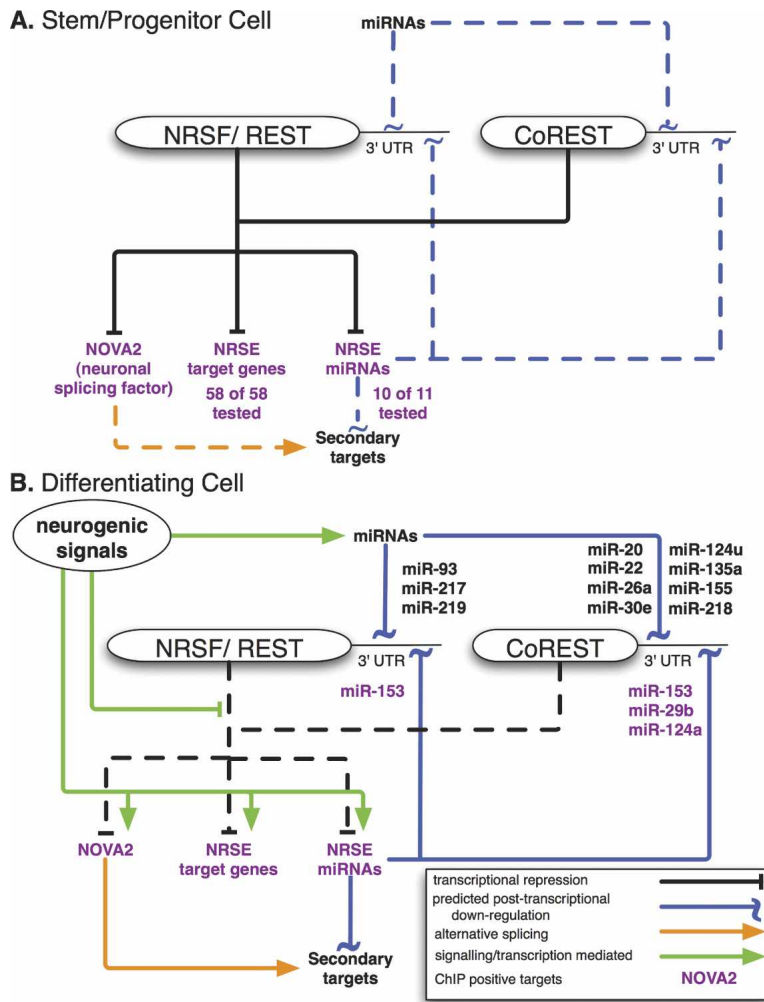 A. Stem/Progenitor Cell
miRNAs
NRSF/ REST
3' UTR
CoREST
3' UTR
NOVA2
(neuronal
splicing factor)
NRSE
target genes
58 of 58
tested
NRSE
miRNAs
10 of 11
tested
Secondary
targets
B. Differentiating Cell
neurogenic
signals
miRNAs
miR-93
miR-217
miR-219
miR-20
miR-22
miR-26a
miR-30e
miR-124u
miR-135a
miR-155
miR-218
NRSF/ REST
3' UTR
CoREST
3' UTR
miR-153
miR-153
miR-29b
miR-124a
NOVA2
NRSE
target genes
NRSE
miRNAs
Secondary
targets
transcriptional repression
predicted post-transcriptional
down-regulation
alternative splicing
signalling/transcription mediated
ChIP positive targets NOVA2